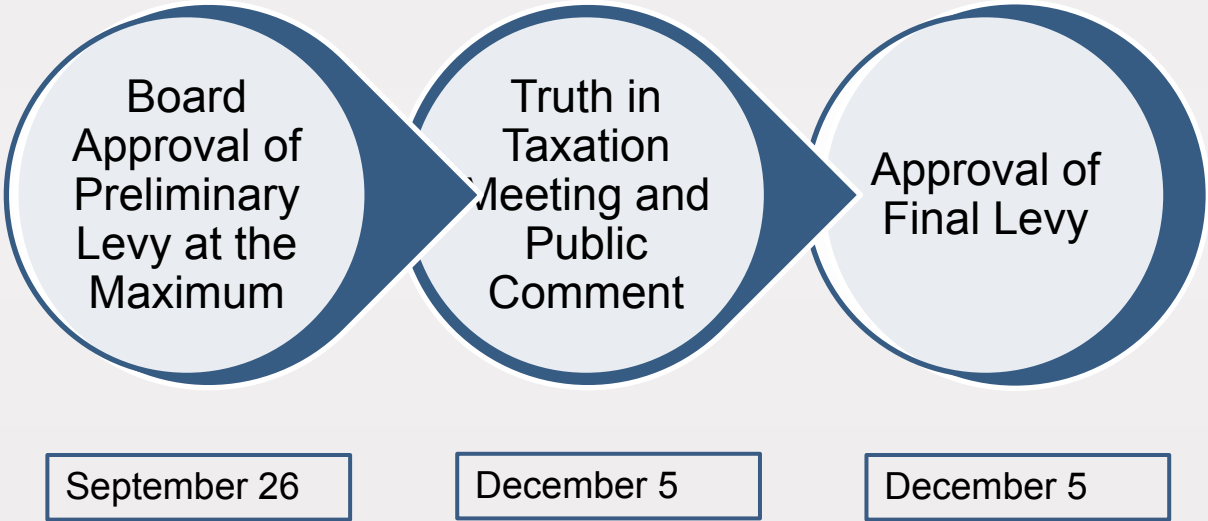 Board
Approval of
Preliminary
Levy at the
Maximum
Truth in
Taxation
Meeting and
Public
Comment
Approval of
Final Levy
September 26
December 5
December 5